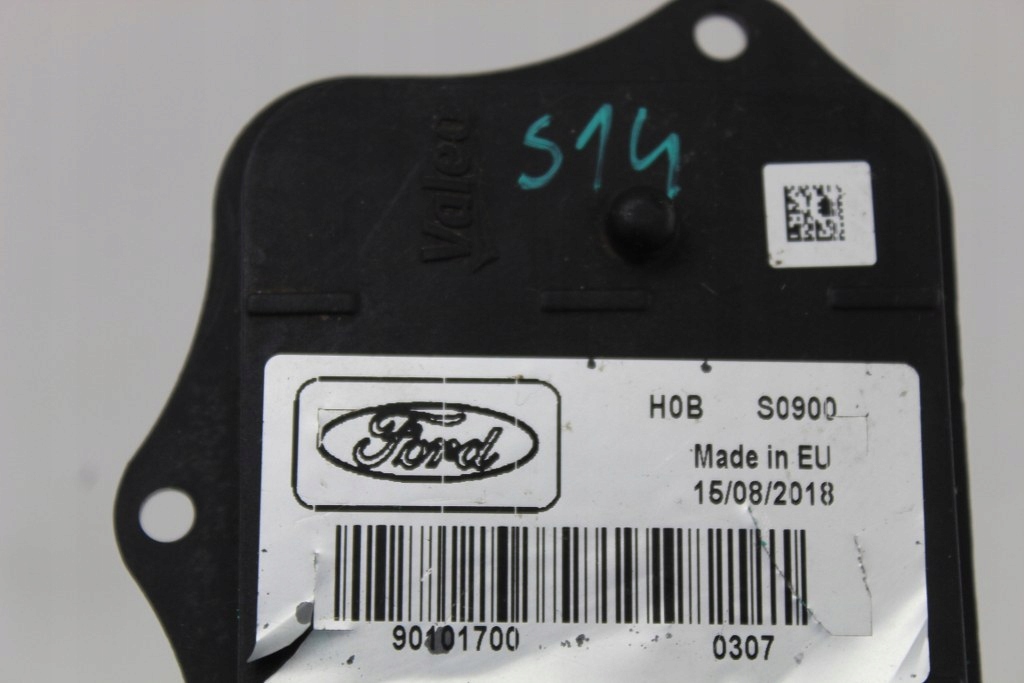 S14
Valeo
Ford
H0B S0900
Made in EU
15/08/2018
90101700 0307